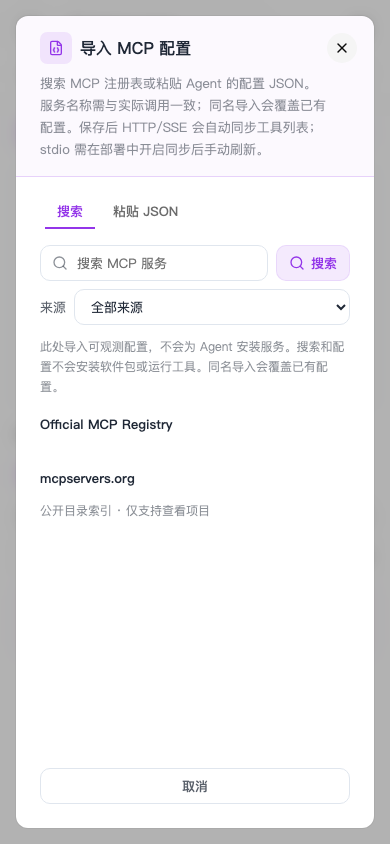 导入 MCP 配置
搜索 MCP 注册表或粘贴 Agent 的配置 JSON。
服务名称需与实际调用一致；同名导入会覆盖已有
配置。保存后 HTTP/SSE 会自动同步工具列表；
stdio 需在部署中开启同步后手动刷新。
搜索 粘贴 JSON
搜索 MCP 服务 搜索
来源 全部来源
此处导入可观测配置，不会为 Agent 安装服务。搜索和配
置不会安装软件包或运行工具。同名导入会覆盖已有配
置。
Official MCP Registry
mcpservers.org
公开目录索引 · 仅支持查看项目
取消